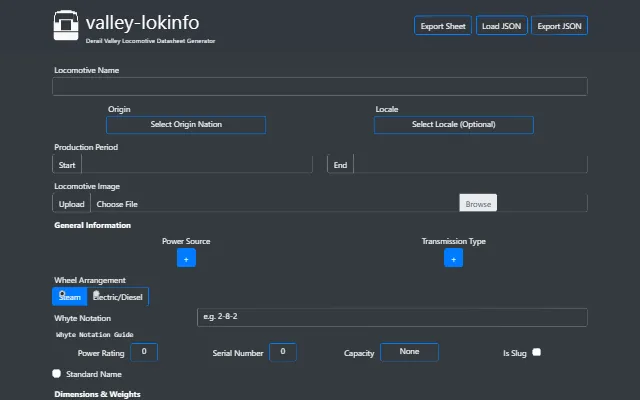 valley-lokinfo
Derail Valley Locomotive Datasheet Generator
Export Sheet Load JSON Export JSON
Locomotive Name
Origin Locale
Select Origin Nation Select Locale (Optional)
Production Period
Start End
Locomotive Image
Upload Choose File Browse
General Information
Power Source Transmission Type
+ +
Wheel Arrangement
Steam Electric/Diesel
Whyte Notation e.g. 2-8-2
Whyte Notation Guide
Power Rating 0 Serial Number 0 Capacity None Is Slug
Standard Name
Dimensions & Weights